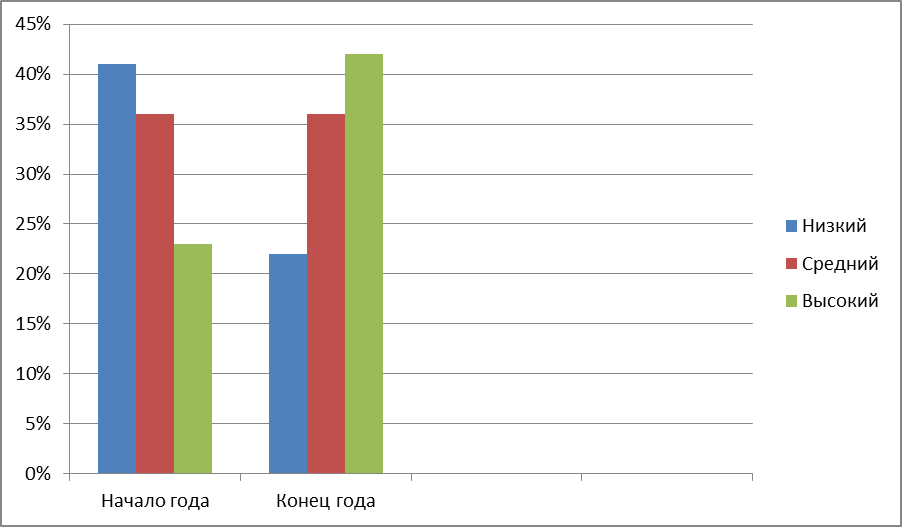 45%
40%
35%
30%
25%
20%
15%
10%
5%
0%
Начало года
Конец года
Низкий
Средний
Высокий